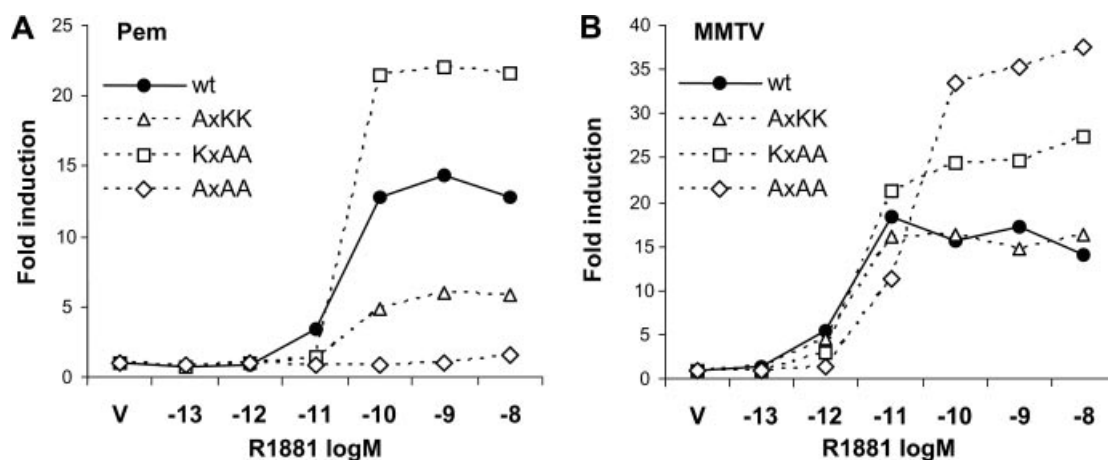 A Pem
25
20
15
10
5
0
Fold induction
wt
AxKK
KxAA
AxAA
V -13 -12 -11 -10 -9 -8
R1881 logM
B MMTV
40
35
30
25
20
15
10
5
0
Fold induction
wt
AxKK
KxAA
AxAA
V -13 -12 -11 -10 -9 -8
R1881 logM